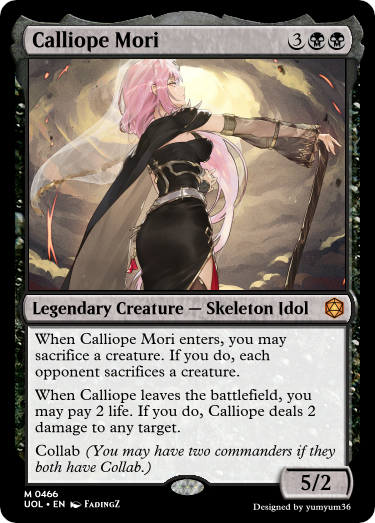 Calliope Mori 3
Legendary Creature — Skeleton Idol
When Calliope Mori enters, you may
sacrifice a creature. If you do, each
opponent sacrifices a creature.
When Calliope leaves the battlefield, you
may pay 2 life. If you do, Calliope deals 2
damage to any target.
Collab (You may have two commanders if they
both have Collab.)
5/2
M 0466
UOL • EN FadingZ
Designed by yumyum36